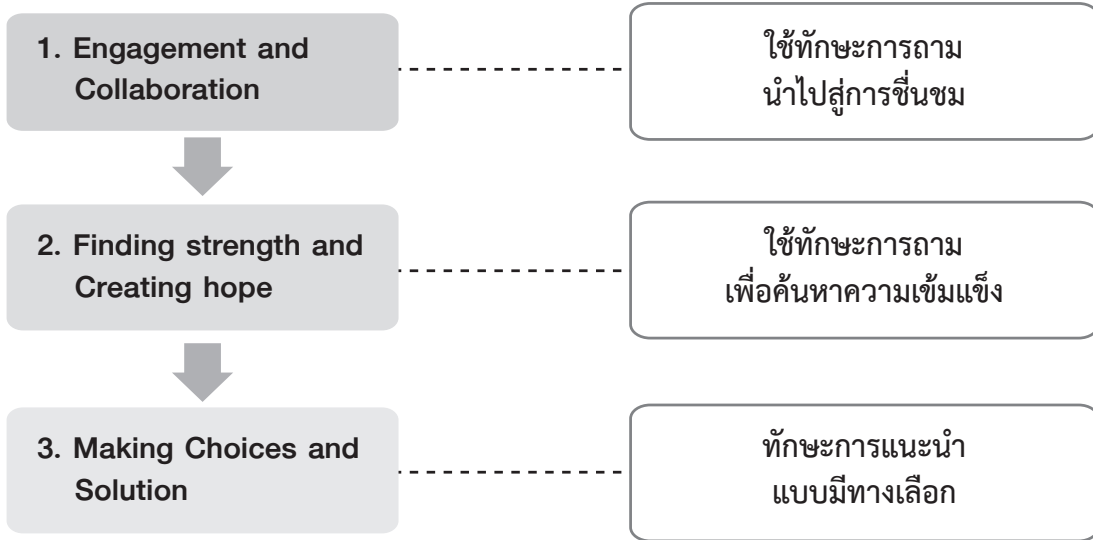 1. Engagement and
Collaboration
ใช้ทักษะการถาม
นำไปสู่การชื่นชม
2. Finding strength and
Creating hope
ใช้ทักษะการถาม
เพื่อค้นหาความเข้มแข็ง
3. Making Choices and
Solution
ทักษะการแนะนำ
แบบมีทางเลือก